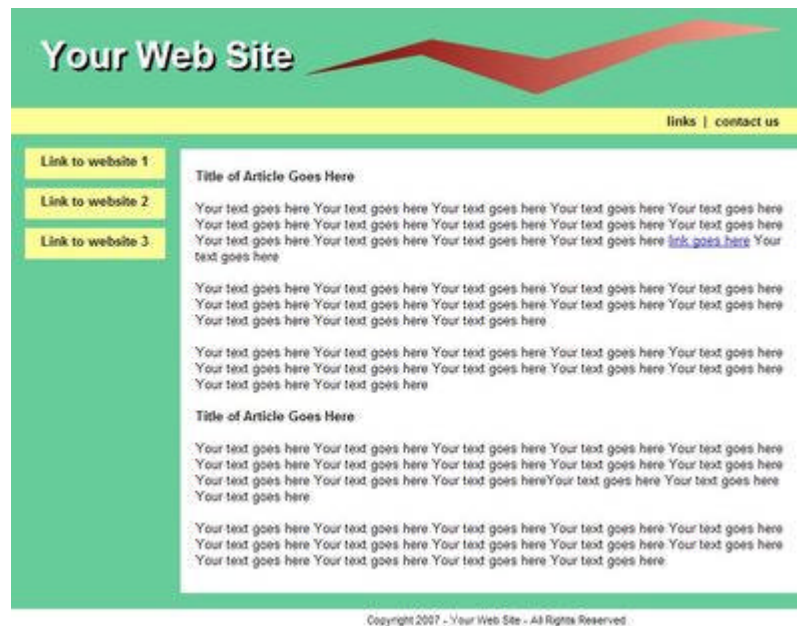 Your Web Site
links | contact us
Link to website 1
Link to website 2
Link to website 3
Title of Article Goes Here
Your text goes here Your text goes here Your text goes here Your text goes here Your text goes here
Your text goes here Your text goes here Your text goes here Your text goes here Your text goes here
Your text goes here Your text goes here Your text goes here Your text goes here link goes here Your
text goes here
Your text goes here Your text goes here Your text goes here Your text goes here Your text goes here
Your text goes here Your text goes here Your text goes here Your text goes here Your text goes here
Your text goes here Your text goes here Your text goes here
Your text goes here Your text goes here Your text goes here Your text goes here Your text goes here
Your text goes here Your text goes here Your text goes here Your text goes here Your text goes here
Your text goes here Your text goes here
Title of Article Goes Here
Your text goes here Your text goes here Your text goes here Your text goes here Your text goes here
Your text goes here Your text goes here Your text goes here Your text goes here Your text goes here
Your text goes here Your text goes here Your text goes hereYour text goes here Your text goes here
Your text goes here
Your text goes here Your text goes here Your text goes here Your text goes here Your text goes here
Your text goes here Your text goes here Your text goes here Your text goes here Your text goes here
Your text goes here Your text goes here Your text goes here Your text goes here
Copyright 2007 - Your Web Site - All Rights Reserved